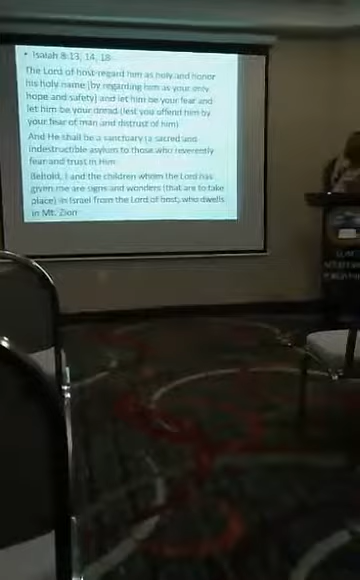 • Isaiah 8:13, 14, 18
The Lord of host-regard him as holy and honor
his holy name (by regarding him as your only
hope and safety) and let him be your fear and
let him be your dread (lest you offend him by
your fear of man and distrust of him)
And He shall be a sanctuary (a sacred and
indestructible asylum to those who reverently
fear and trust in Him
Behold, I and the children whom the Lord has
given me are signs and wonders (that are to take
place) in Israel from the Lord of host, who dwells
in Mt. Zion